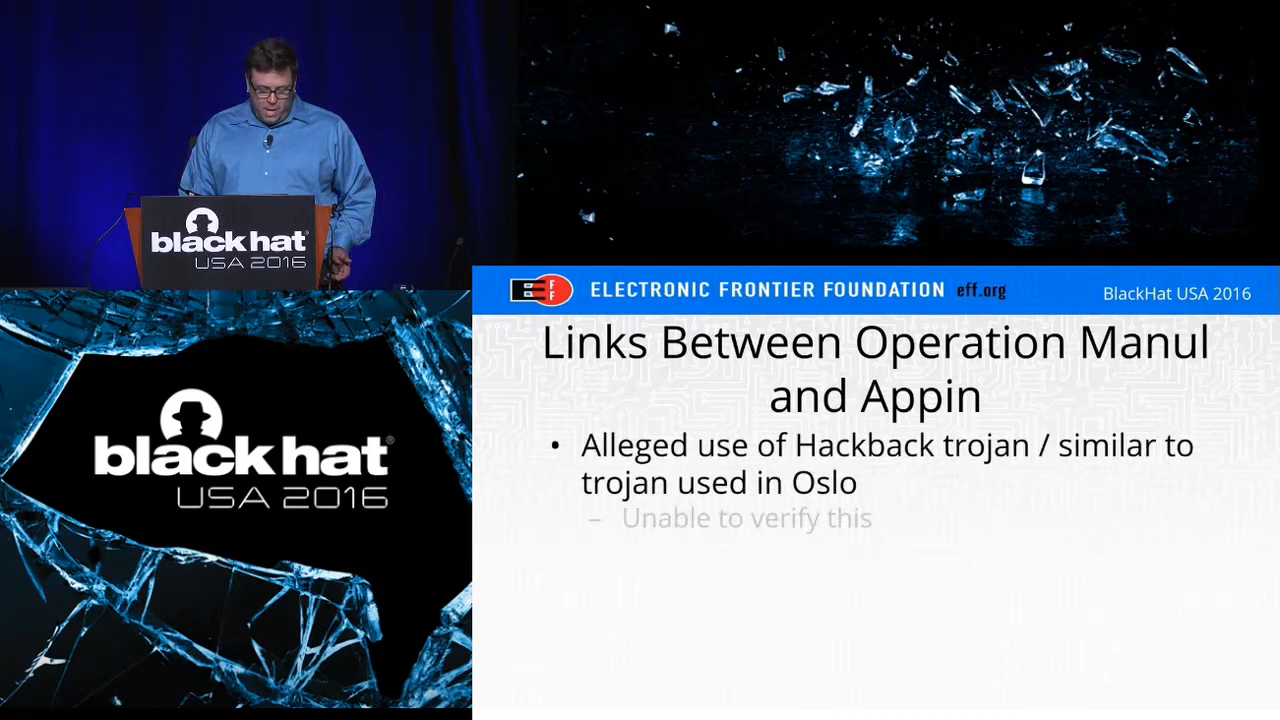 black hat
USA 2016
black hat®
USA 2016
EFF
ELECTRONIC FRONTIER FOUNDATION eff.org
BlackHat USA 2016
Links Between Operation Manul
and Appin
• Alleged use of Hackback trojan / similar to
trojan used in Oslo
– Unable to verify this